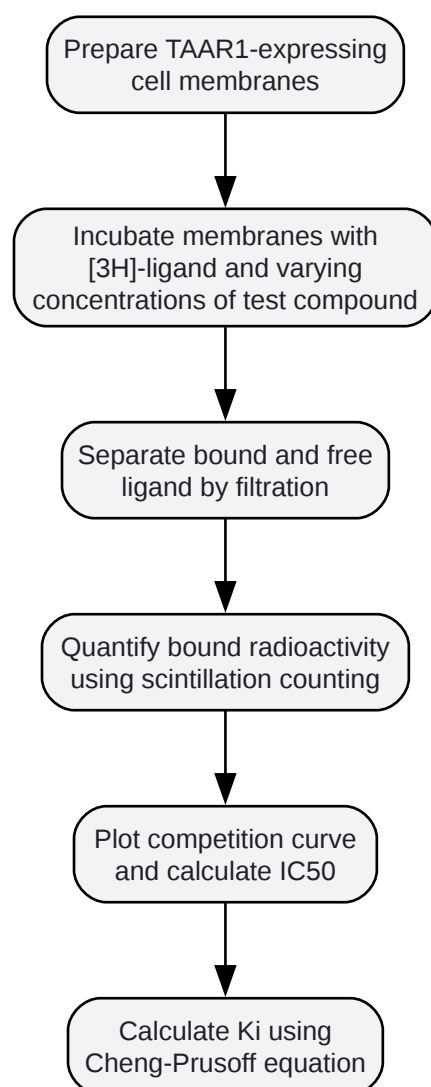 Prepare TAAR1-expressing
cell membranes
Incubate membranes with
[3H]-ligand and varying
concentrations of test compound
Separate bound and free
ligand by filtration
Quantify bound radioactivity
using scintillation counting
Plot competition curve
and calculate IC50
Calculate Ki using
Cheng-Prusoff equation